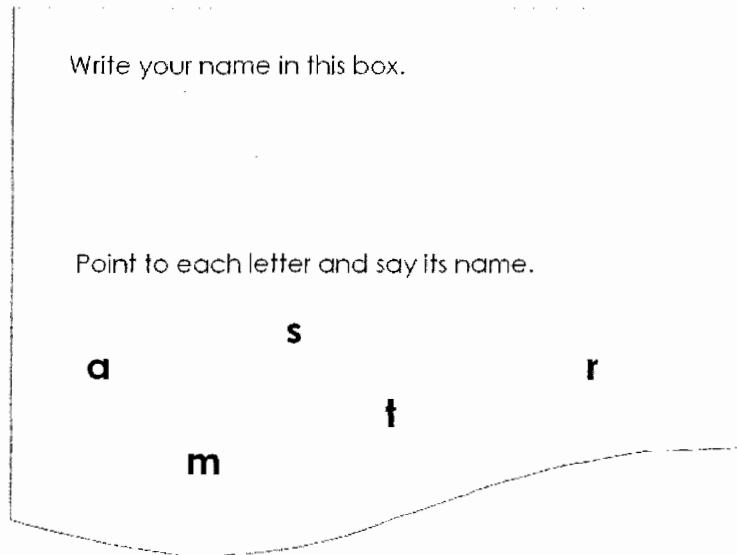 Write your name in this box.
Point to each letter and say its name.
s
a r
t
m